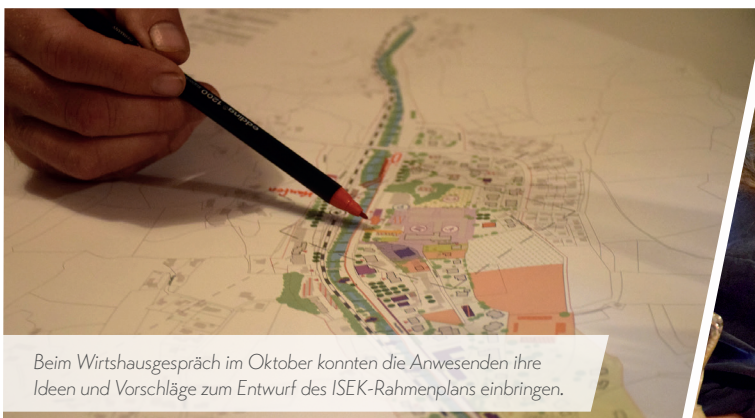 Beim Wirtshausgespräch im Oktober konnten die Anwesenden ihre
Ideen und Vorschläge zum Entwurf des ISEK-Rahmenplans einbringen.